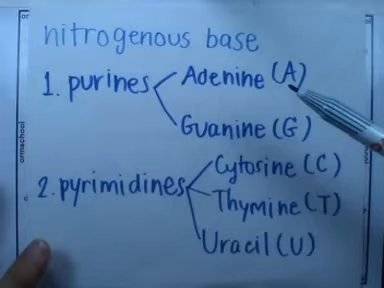 nitrogenous base
1. purines
Adenine (A)
Guanine (G)
2. pyrimidines
Cytosine (C)
Thymine (T)
Uracil (U)